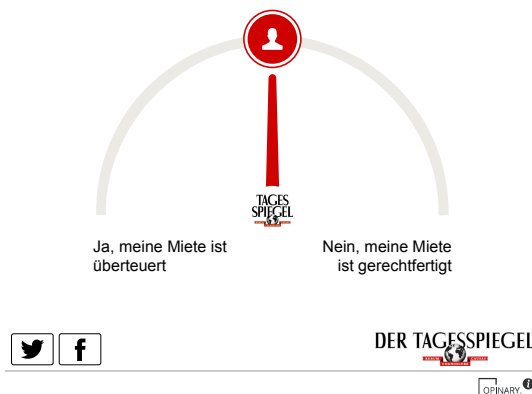 TAGES
SPIEGEL
Ja, meine Miete ist
überteuert
Nein, meine Miete
ist gerechtfertigt
DER TAGESSPIEGEL
OPINARY.